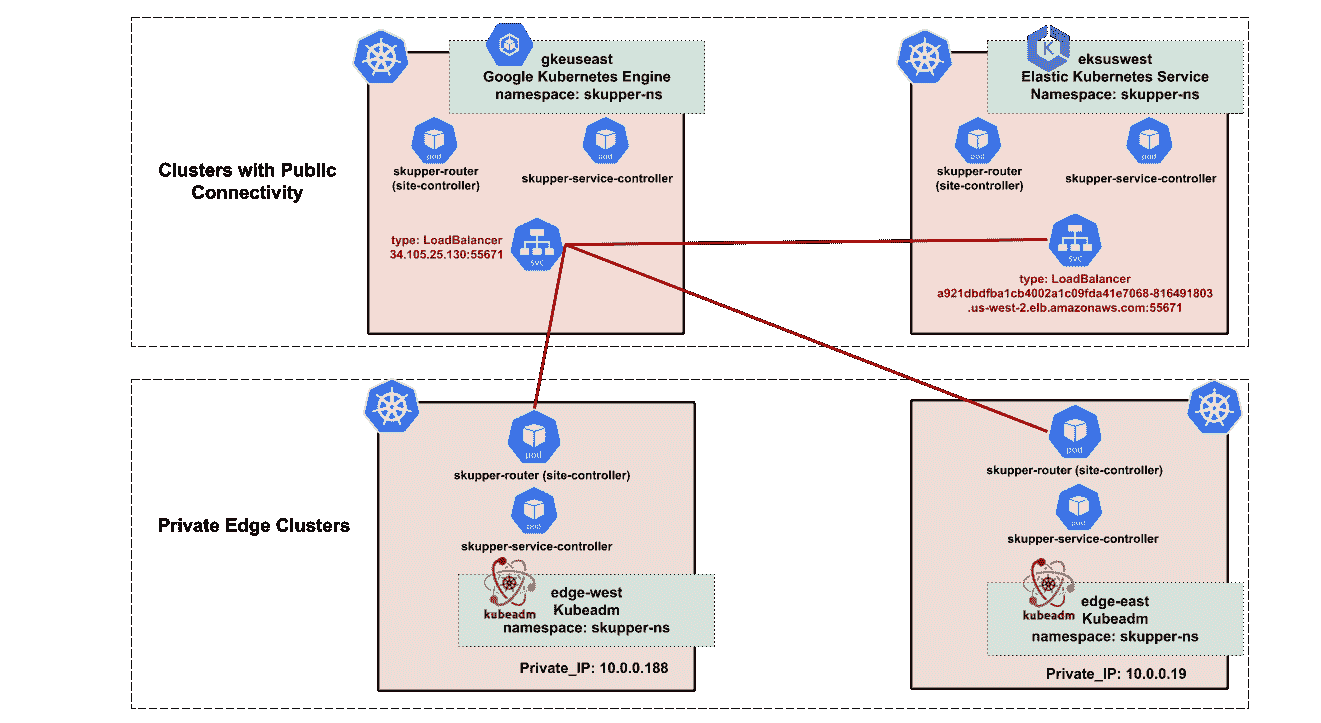 gkeuseast
Google Kubernetes Engine
namespace: skupper-ns
K
eksuswest
Elastic Kubernetes Service
Namespace: skupper-ns
Clusters with Public
Connectivity
pod
skupper-router
(site-controller)
pod
skupper-service-controller
type: LoadBalancer
34.105.25.130:55671
svc
pod
skupper-router
(site-controller)
pod
skupper-service-controller
svc
type: LoadBalancer
a921dbdfba1cb4002a1c09fda41e7068-816491803
.us-west-2.elb.amazonaws.com:55671
Private Edge Clusters
pod
skupper-router (site-controller)
pod
skupper-service-controller
kubeadm
edge-west
Kubeadm
namespace: skupper-ns
Private_IP: 10.0.0.188
pod
skupper-router (site-controller)
pod
skupper-service-controller
kubeadm
edge-east
Kubeadm
namespace: skupper-ns
Private_IP: 10.0.0.19